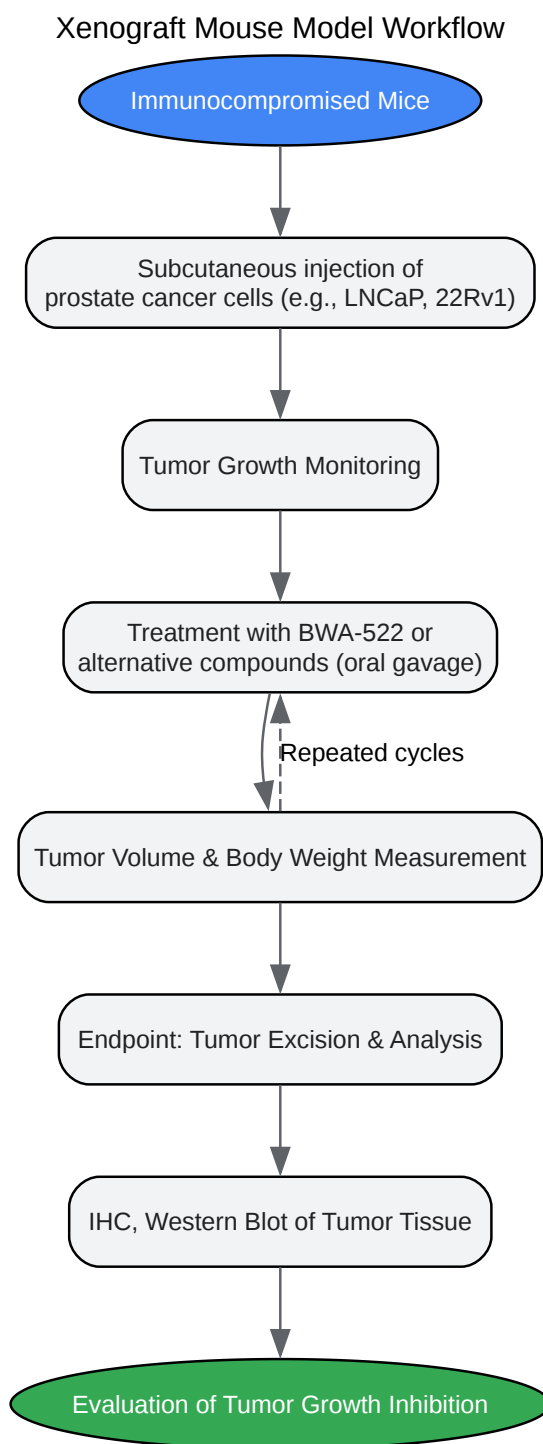 Xenograft Mouse Model Workflow
Immunocompromised Mice
Subcutaneous injection of
prostate cancer cells (e.g., LNCaP, 22Rv1)
Tumor Growth Monitoring
Treatment with BWA-522 or
alternative compounds (oral gavage)
Repeated cycles
Tumor Volume & Body Weight Measurement
Endpoint: Tumor Excision & Analysis
IHC, Western Blot of Tumor Tissue
Evaluation of Tumor Growth Inhibition